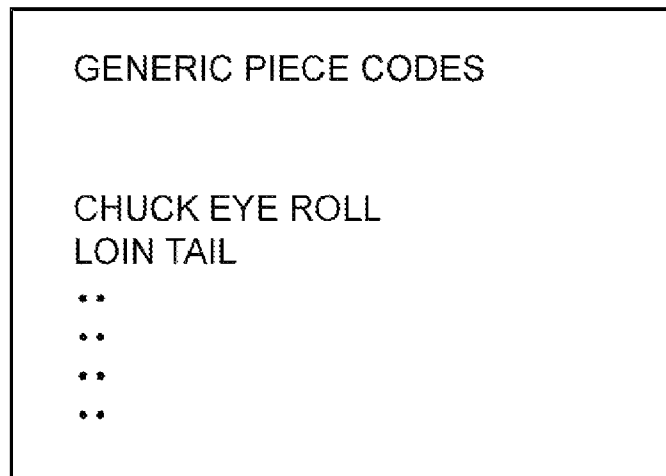 GENERIC PIECE CODES
CHUCK EYE ROLL
LOIN TAIL
..
..
..
..